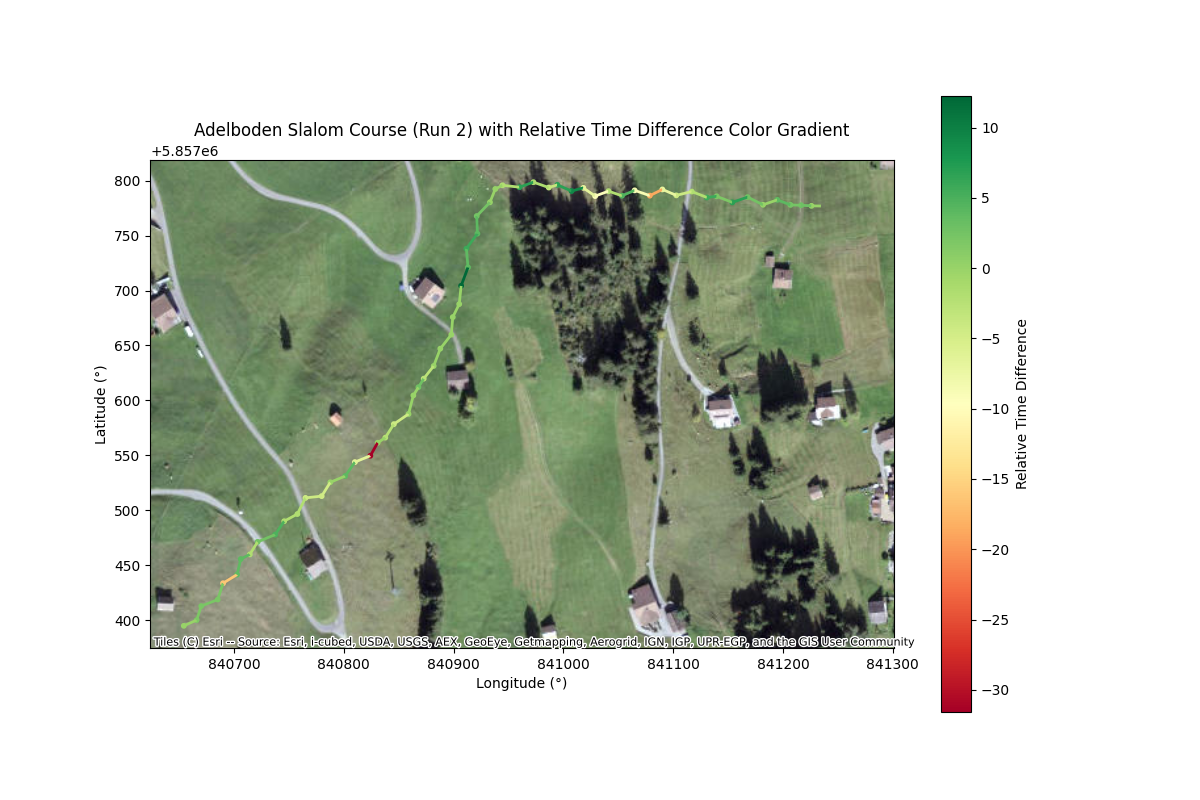 Adelboden Slalom Course (Run 2) with Relative Time Difference Color Gradient
+5.857e6
800
750
700
650
600
550
500
450
400
Latitude (°)
Tiles (C) Esri -- Source: Esri, i-cubed, USDA, USGS, AEX, GeoEye, Getmapping, Aerogrid, IGN, IGP, UPR-EGP, and the GIS User Community
840700 840800 840900 841000 841100 841200 841300
Longitude (°)
10
5
0
−5
−10
−15
−20
−25
−30
Relative Time Difference